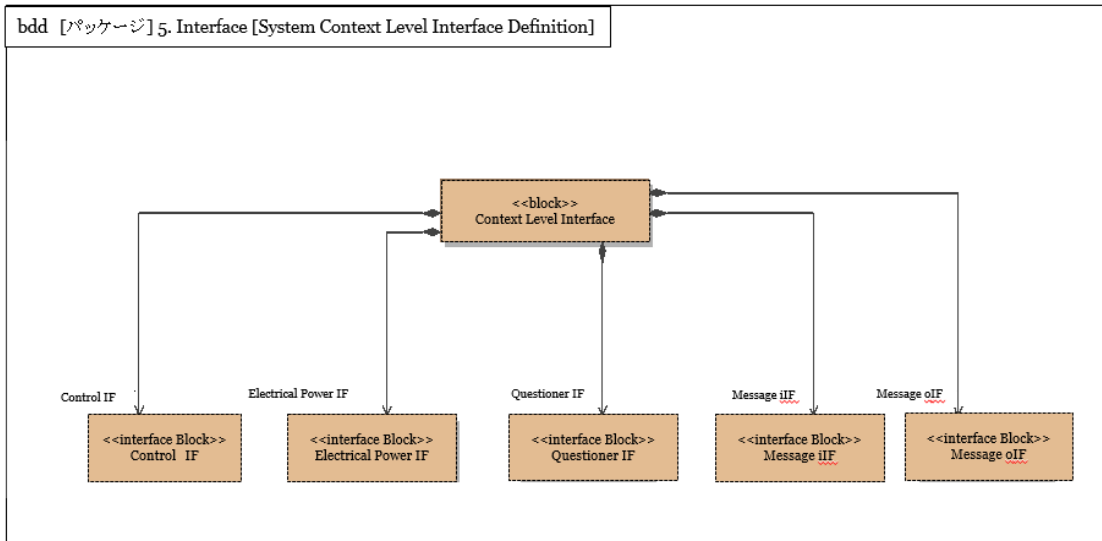 bdd [パッケージ] 5. Interface [System Context Level Interface Definition]
<<block>>
Context Level Interface
Control IF
Electrical Power IF
Questioner IF
Message iIF
Message oIF
<<interface Block>>
Control IF
<<interface Block>>
Electrical Power IF
<<interface Block>>
Questioner IF
<<interface Block>>
Message iIF
<<interface Block>>
Message oIF